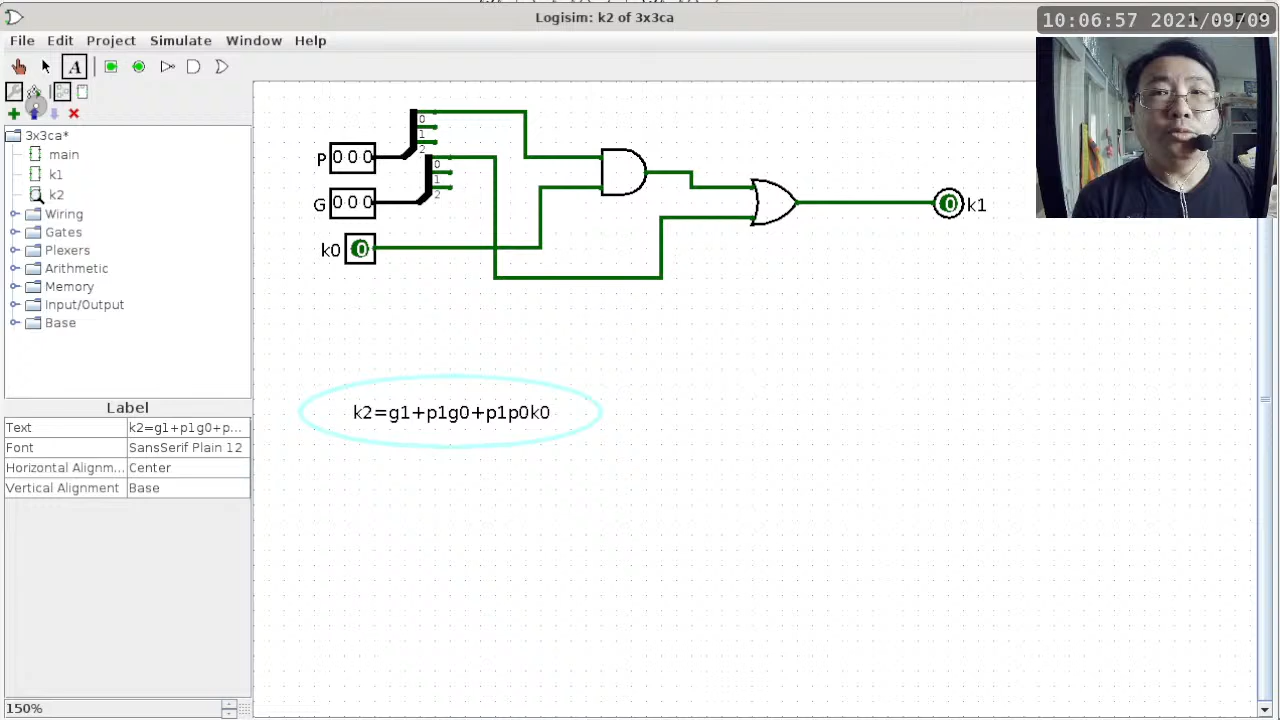 Logisim: k2 of 3x3ca
10:06:57 2021/09/09
File Edit Project Simulate Window Help
A
3x3ca*
main
k1
k2
Wiring
Gates
Plexers
Arithmetic
Memory
Input/Output
Base
Label
Text k2=g1+p1g0+p...
Font SansSerif Plain 12
Horizontal Alignm... Center
Vertical Alignment Base
150%
0
1
2
P 0 0 0
0
1
2
G 0 0 0
k0 0
0 k1
k2=g1+p1g0+p1p0k0